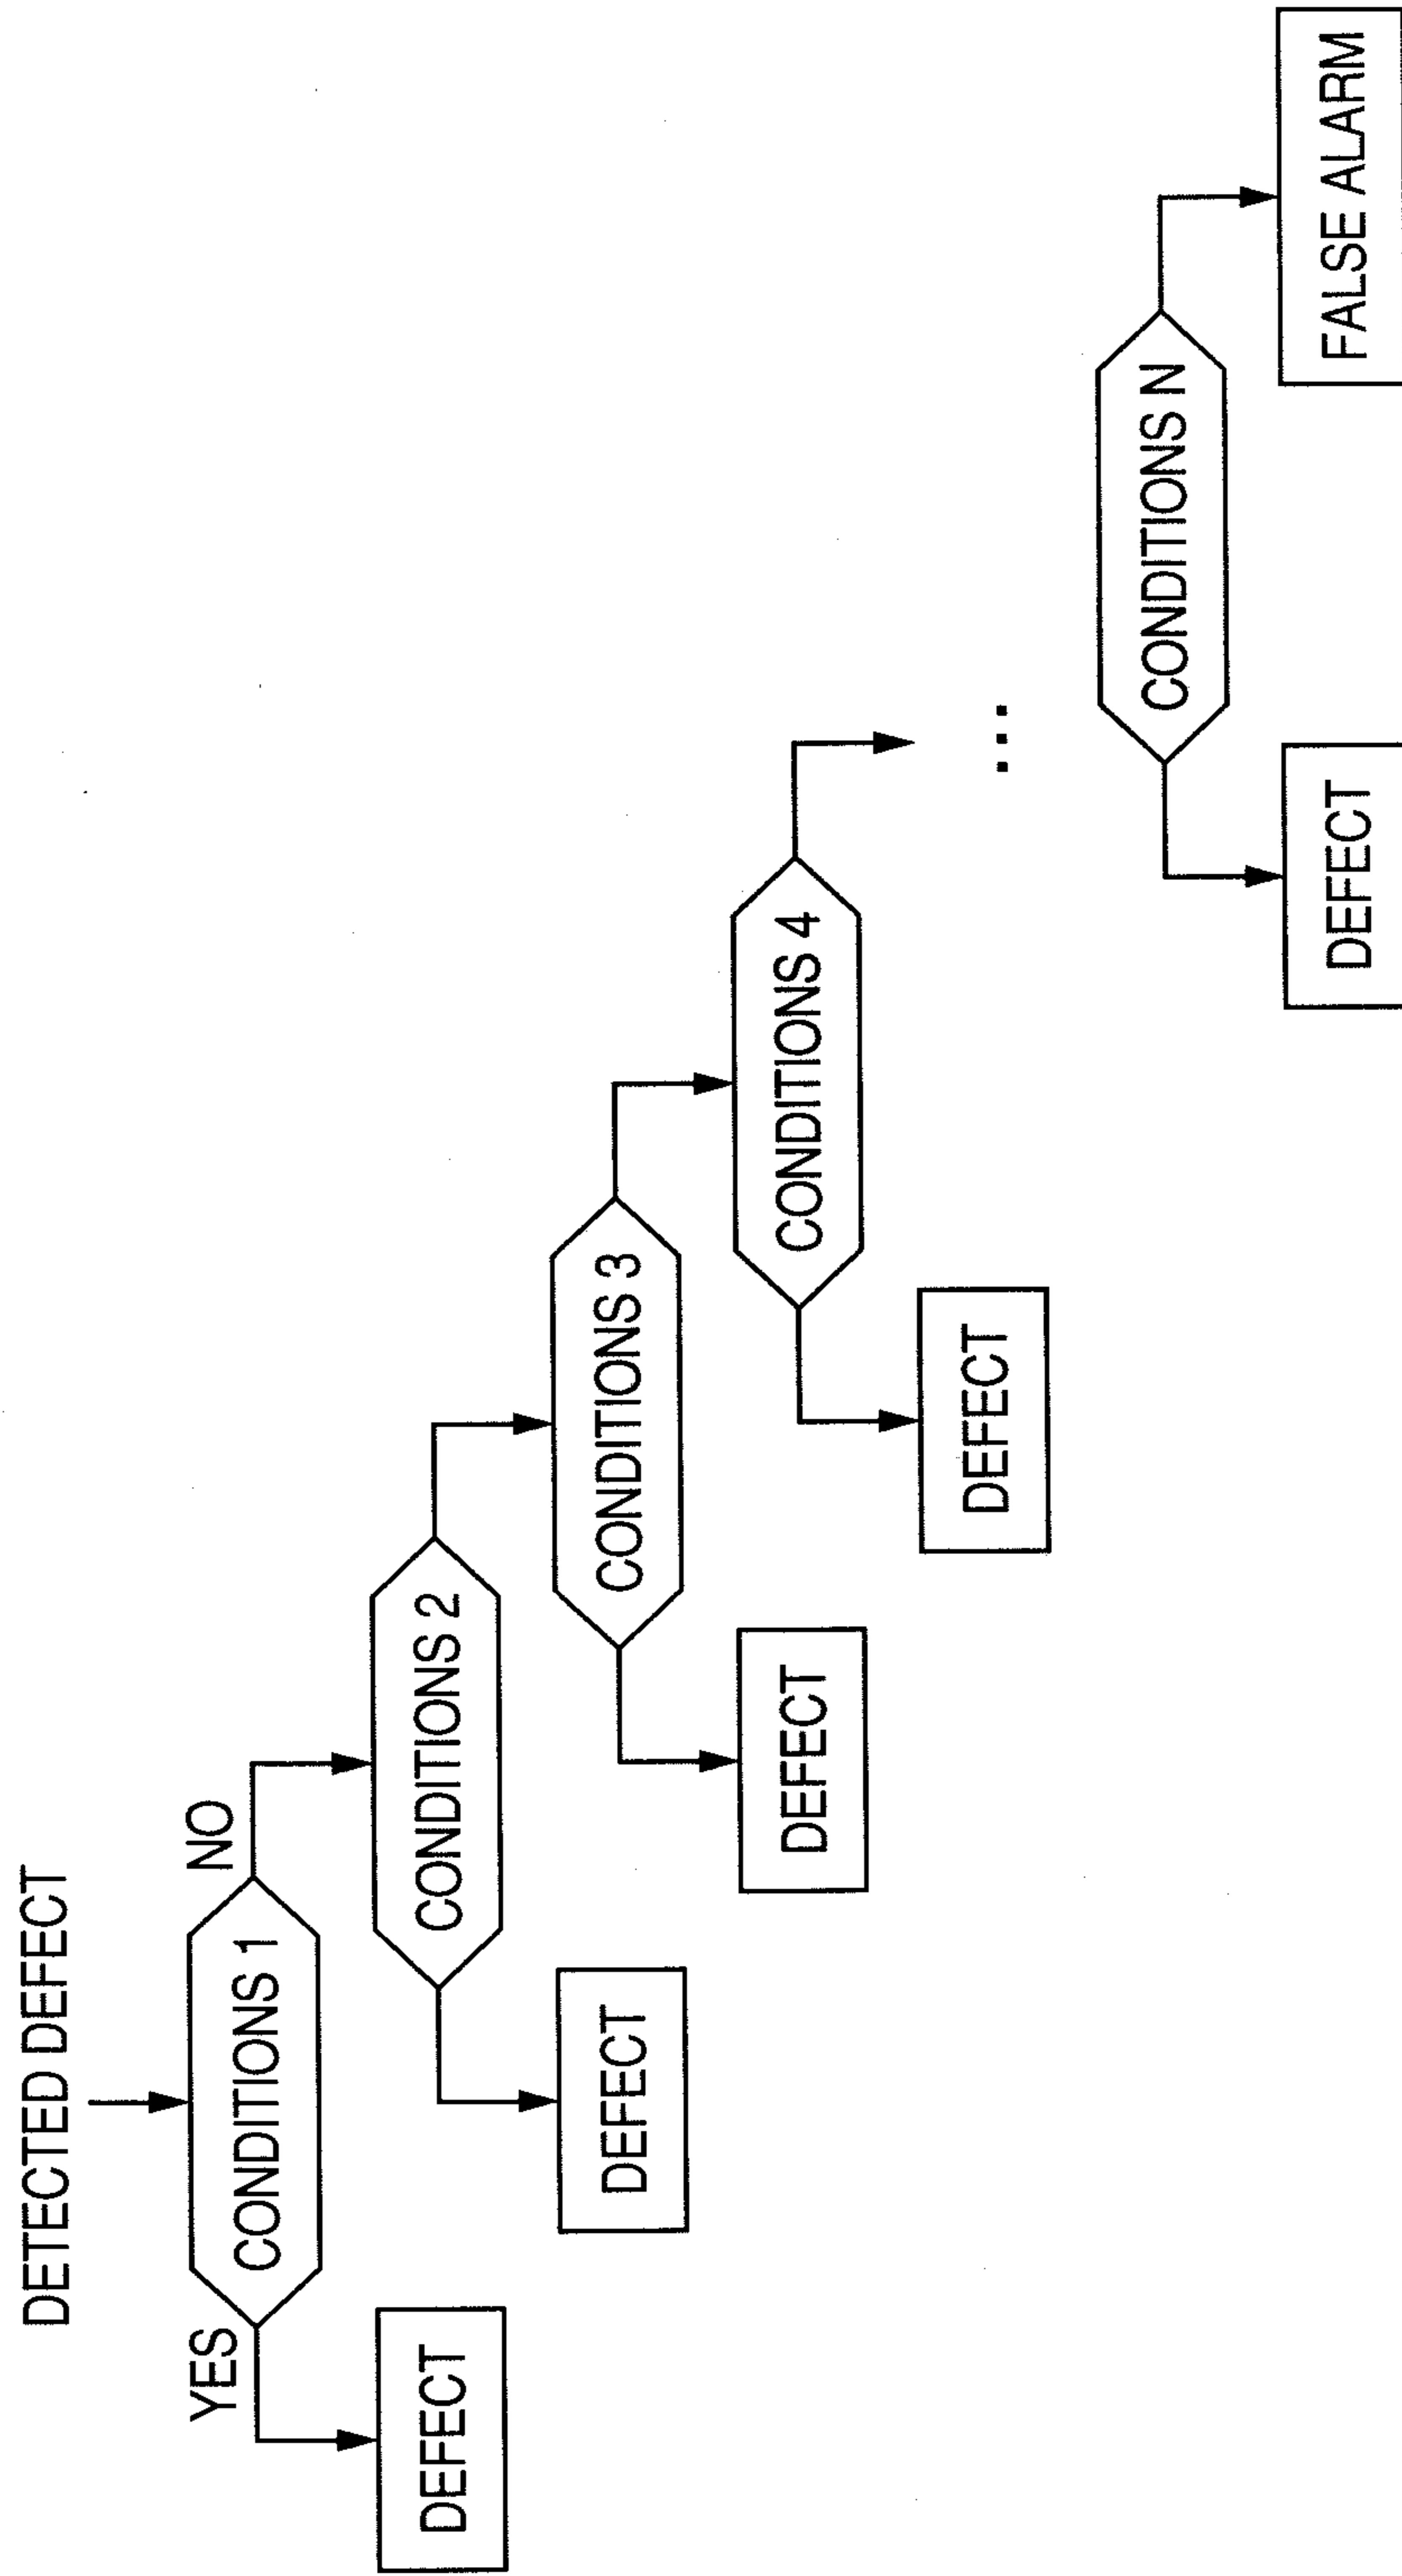 DETECTED DEFECT
YES
NO
CONDITIONS 1
DEFECT
CONDITIONS 2
DEFECT
CONDITIONS 3
DEFECT
CONDITIONS 4
DEFECT
...
CONDITIONS N
DEFECT
FALSE ALARM